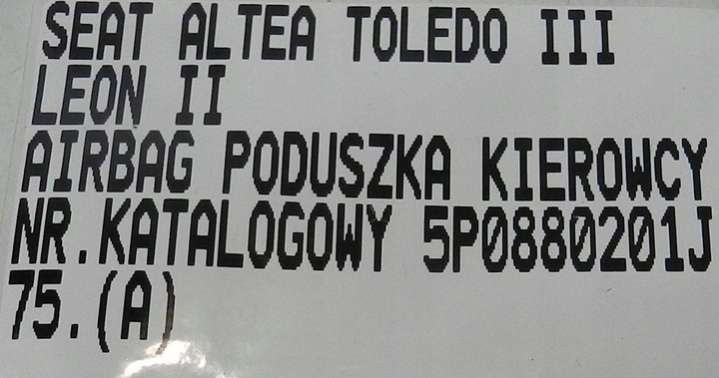 SEAT ALTEA TOLEDO III
LEON II
AIRBAG PODUSZKA KIEROWCY
NR.KATALOGOWY 5P0880201J
75.(A)